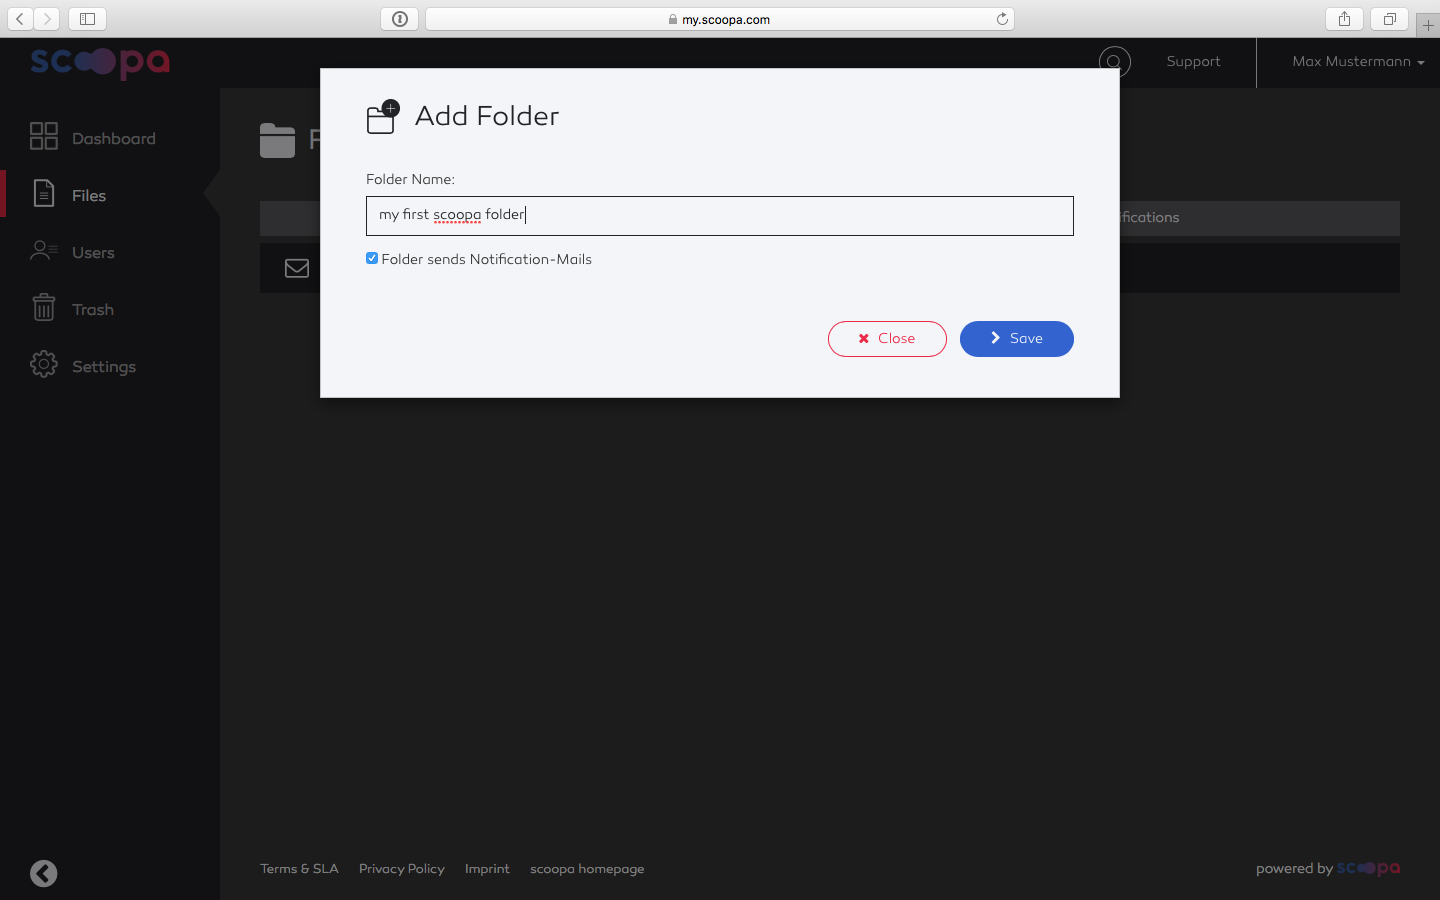 my.scoopa.com
scoopa
Support
Max Mustermann
Add Folder
Dashboard
Files
Folder Name:
my first scoopa folder
Users
Folder sends Notification-Mails
Trash
Close
Save
Settings
Terms & SLA
Privacy Policy
Imprint
scoopa homepage
powered by scoopa